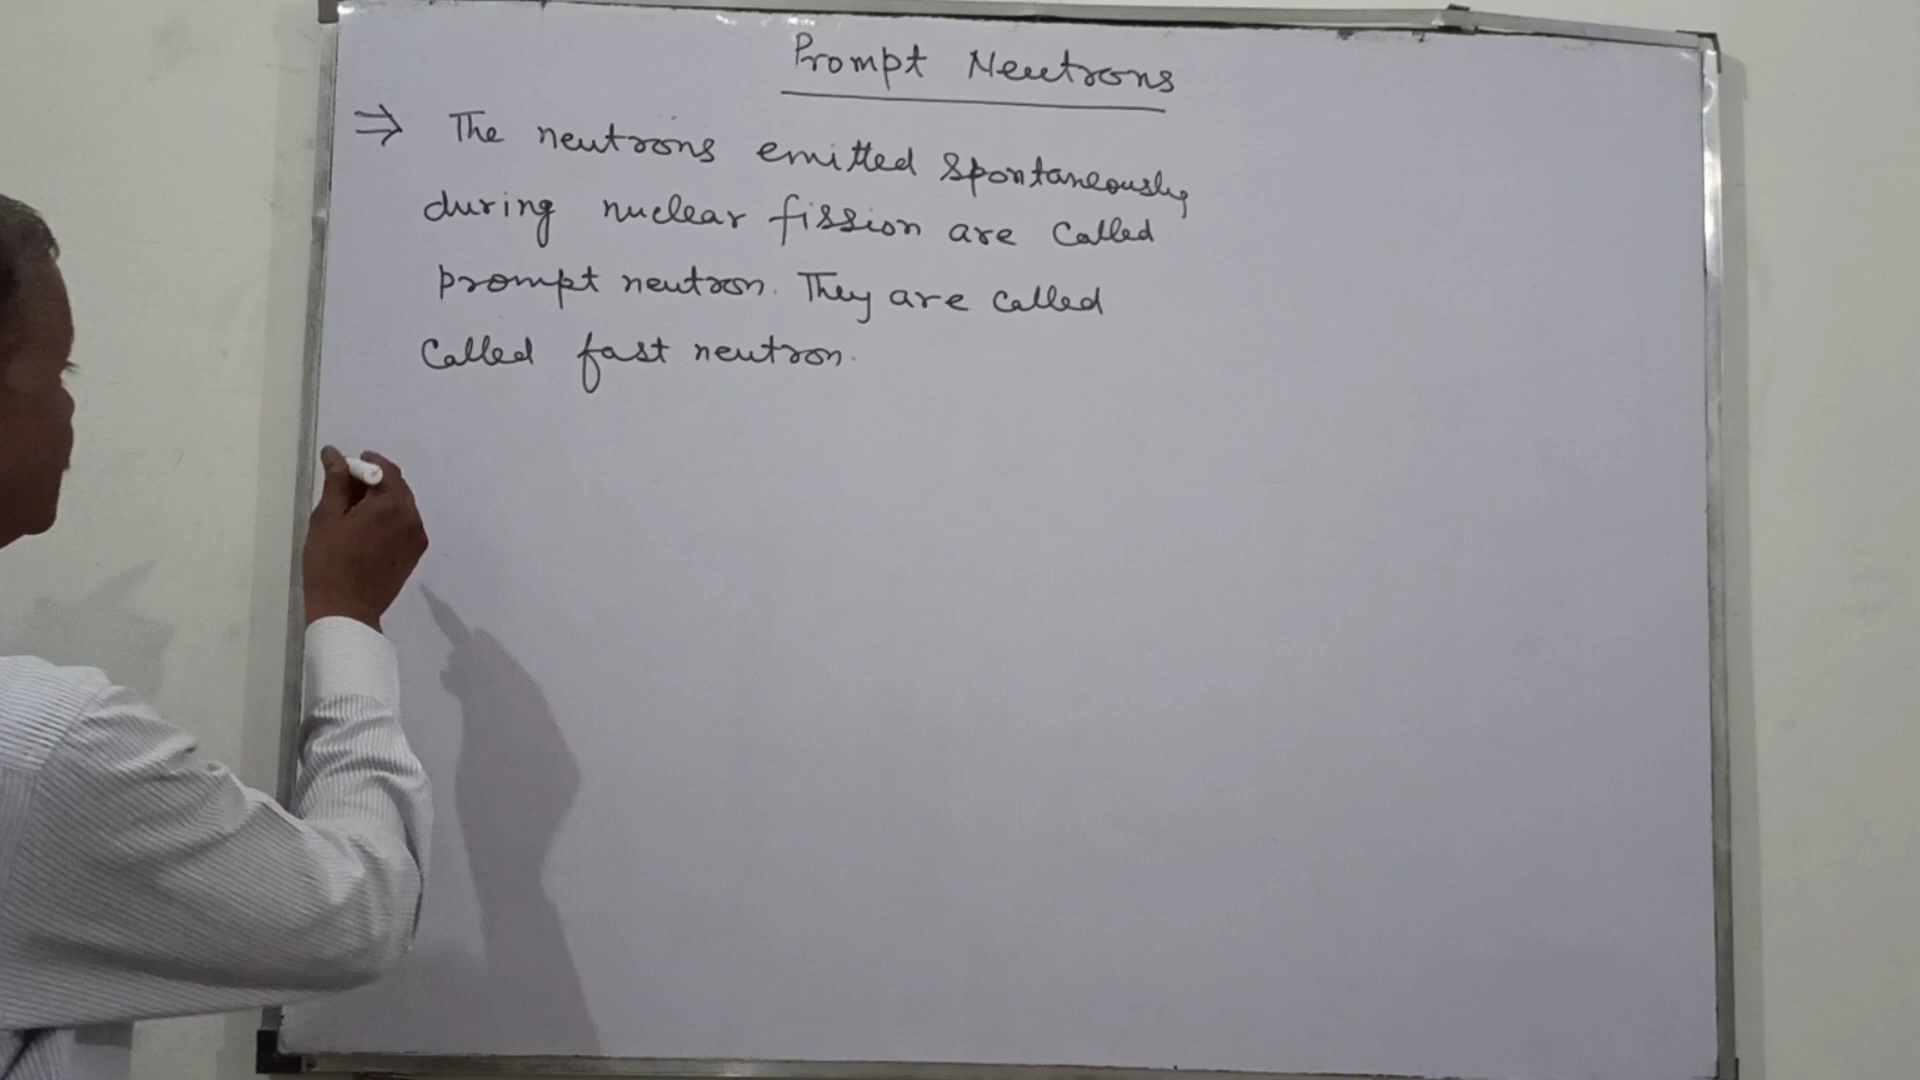 Prompt Neutrons
⇒ The neutrons emitted spontaneously
during nuclear fission are called
prompt neutron. They are called
called fast neutron.